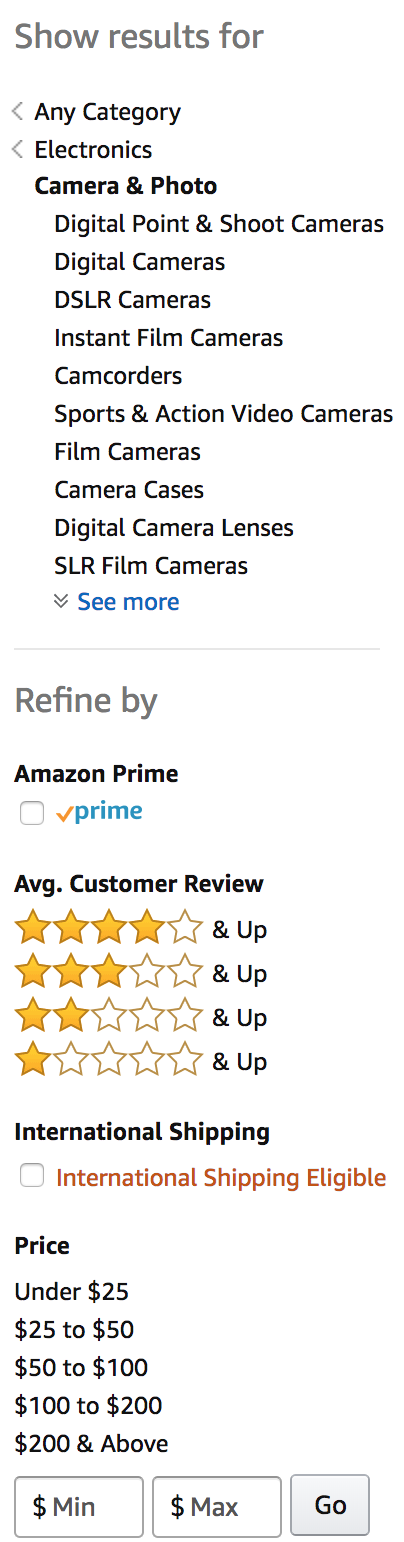 Show results for
Any Category
Electronics
Camera & Photo
Digital Point & Shoot Cameras
Digital Cameras
DSLR Cameras
Instant Film Cameras
Camcorders
Sports & Action Video Cameras
Film Cameras
Camera Cases
Digital Camera Lenses
SLR Film Cameras
See more
Refine by
Amazon Prime
prime
Avg. Customer Review
& Up
& Up
& Up
& Up
International Shipping
International Shipping Eligible
Price
Under $25
$25 to $50
$50 to $100
$100 to $200
$200 & Above
$ Min $ Max Go